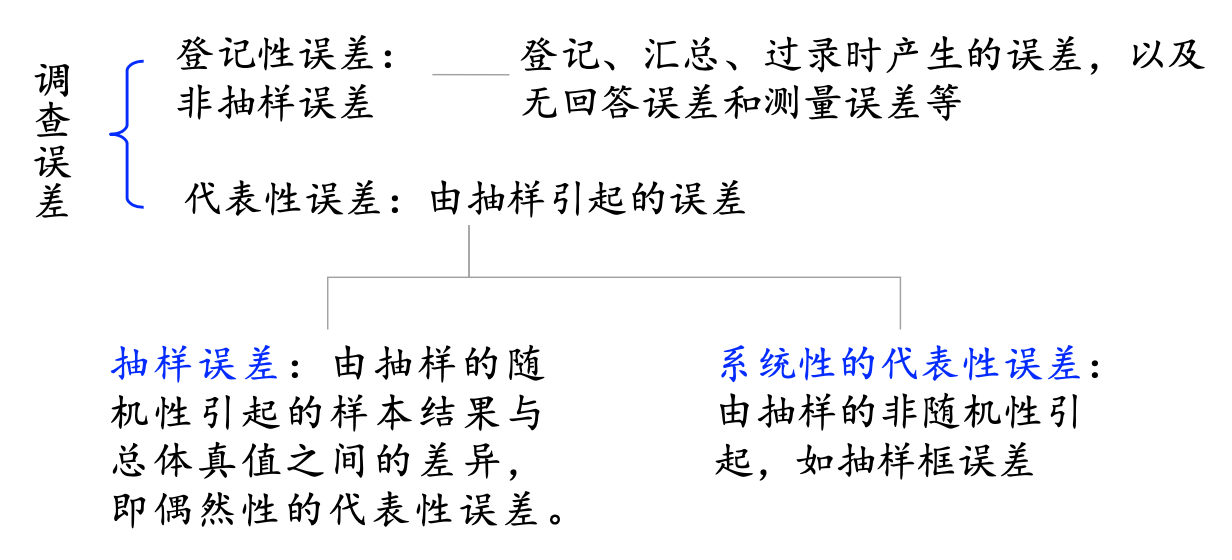 调查误差
登记性误差：
非抽样误差
登记、汇总、过录时产生的误差，以及
无回答误差和测量误差等
代表性误差：由抽样引起的误差
抽样误差：由抽样的随
机性引起的样本结果与
总体真值之间的差异，
即偶然性的代表性误差。
系统性的代表性误差：
由抽样的非随机性引
起，如抽样框误差